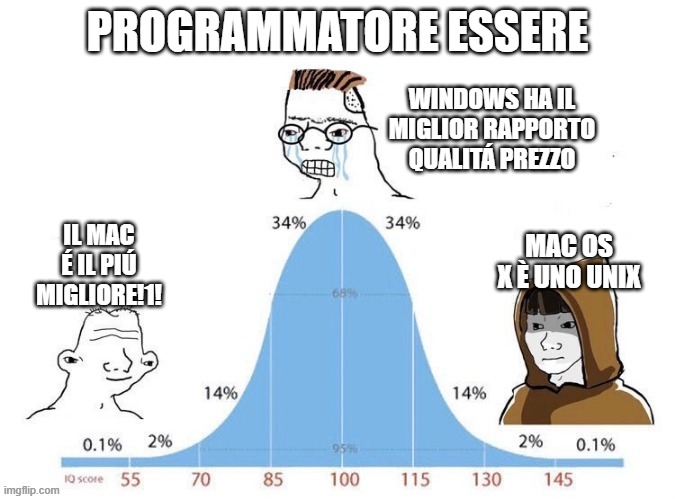 PROGRAMMATORE ESSERE
WINDOWS HA IL
MIGLIOR RAPPORTO
QUALITÁ PREZZO
IL MAC
É IL PIÚ
MIGLIORE!1!
MAC OS
X È UNO UNIX
34% 34%
68%
14% 14%
0.1% 2% 95% 2% 0.1%
IQ score 55 70 85 100 115 130 145
imgflip.com